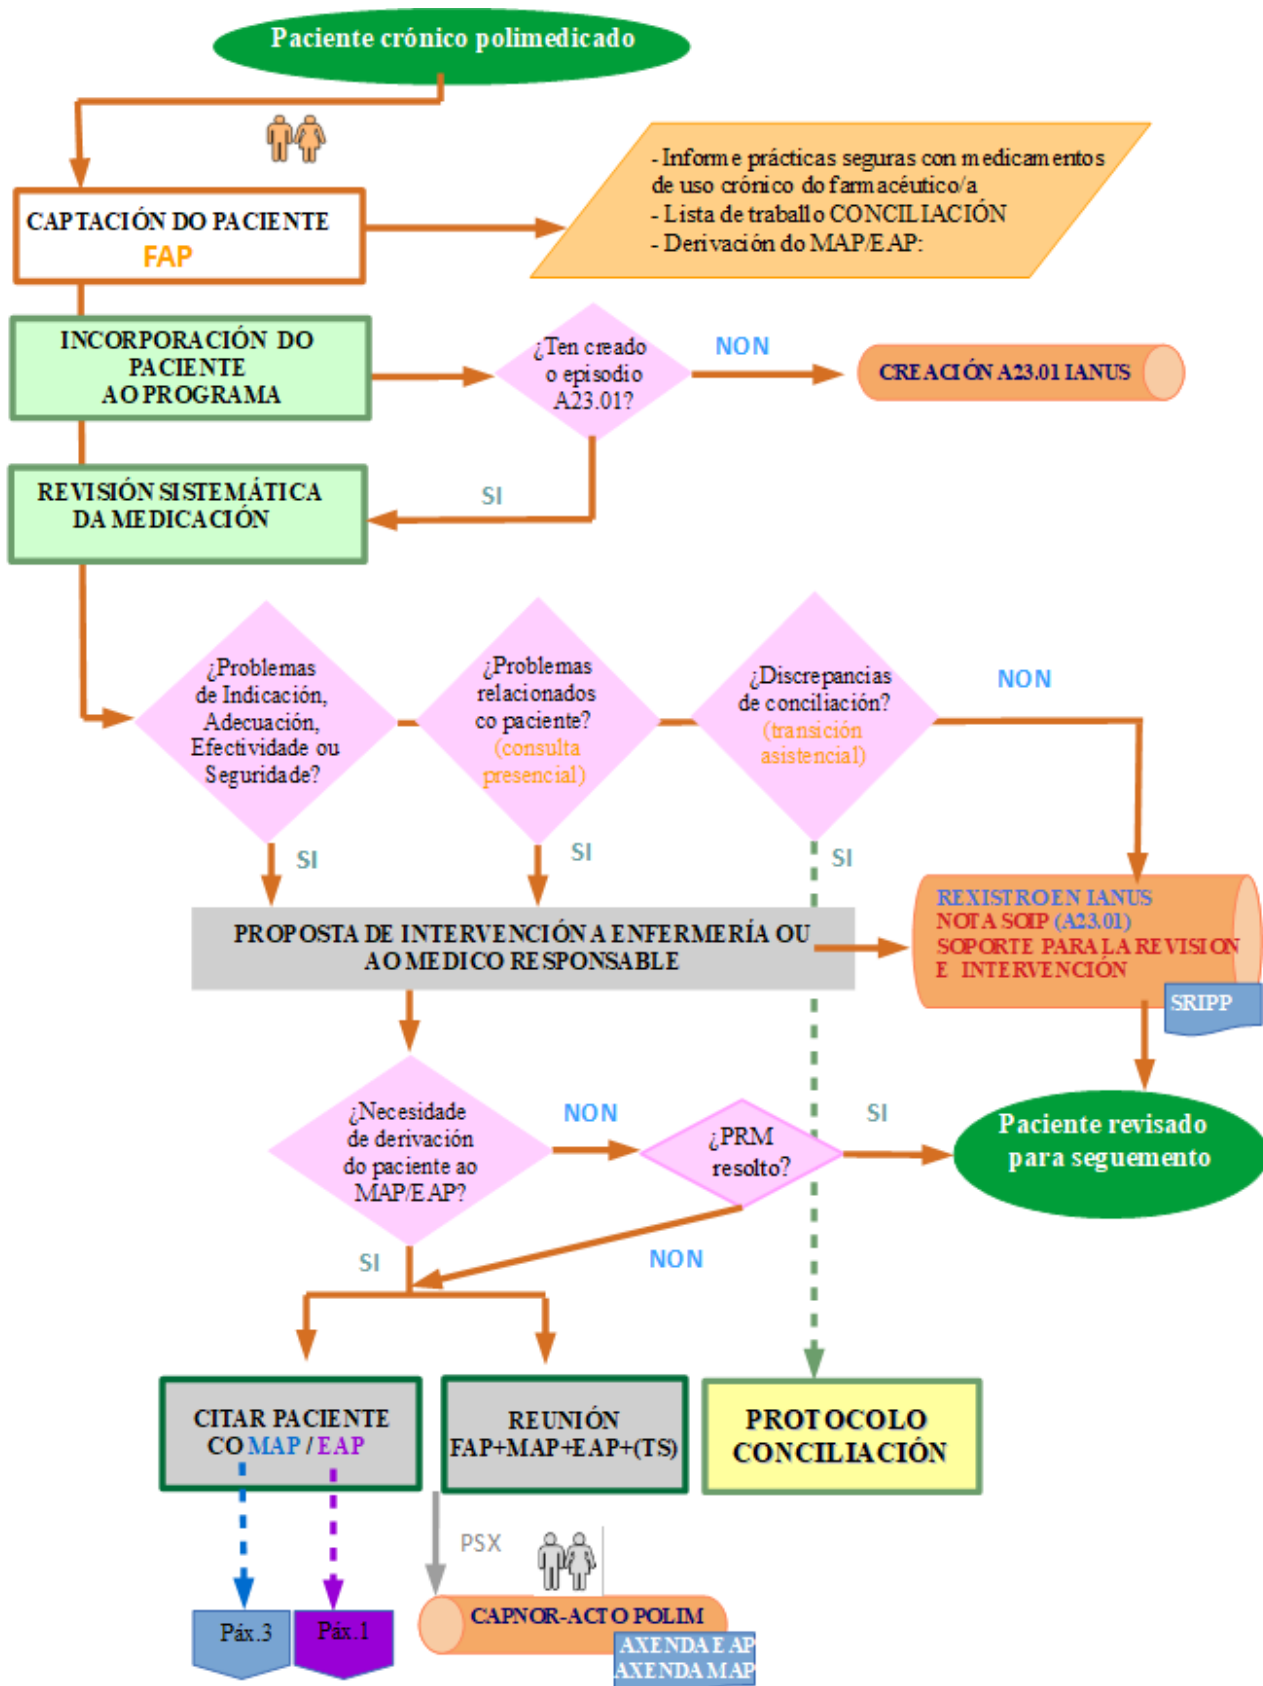 Paciente crónico polimedicado
- Informe prácticas seguras con medicamentos
de uso crónico do farmacéutico/a
- Lista de traballo CONCILIACIÓN
- Derivación do MAP/EAP:
CAPTACIÓN DO PACIENTE
FAP
INCORPORACIÓN DO
PACIENTE
AO PROGRAMA
¿Ten creado
o episodio
A23.01?
NON
CREACIÓN A23.01 IANUS
SI
REVISIÓN SISTEMÁTICA
DA MEDICACIÓN
¿Problemas
de Indicación,
Adecuación,
Efectividade ou
Seguridade?
¿Problemas
relacionados
co paciente?
(consulta
presencial)
¿Discrepancias
de conciliación?
(transición
asistencial)
NON
SI
SI
SI
PROPOSTA DE INTERVENCIÓN A ENFERMERÍA OU
AO MEDICO RESPONSABLE
REXISTRO EN IANUS
NOTA SOIP (A23.01)
SOPORTE PARA LA REVISION
E INTERVENCIÓN
SRIPP
¿Necesidade
de derivación
do paciente ao
MAP/EAP?
NON
¿PRM
resolto?
SI
Paciente revisado
para seguemento
SI
NON
CITAR PACIENTE
CO MAP / EAP
REUNIÓN
FAP+MAP+EAP+(TS)
PROTOCOLO
CONCILIACIÓN
PSX
Páx.3
Páx.1
CAPNOR-ACTO POLIM
AXENDA EAP
AXENDA MAP